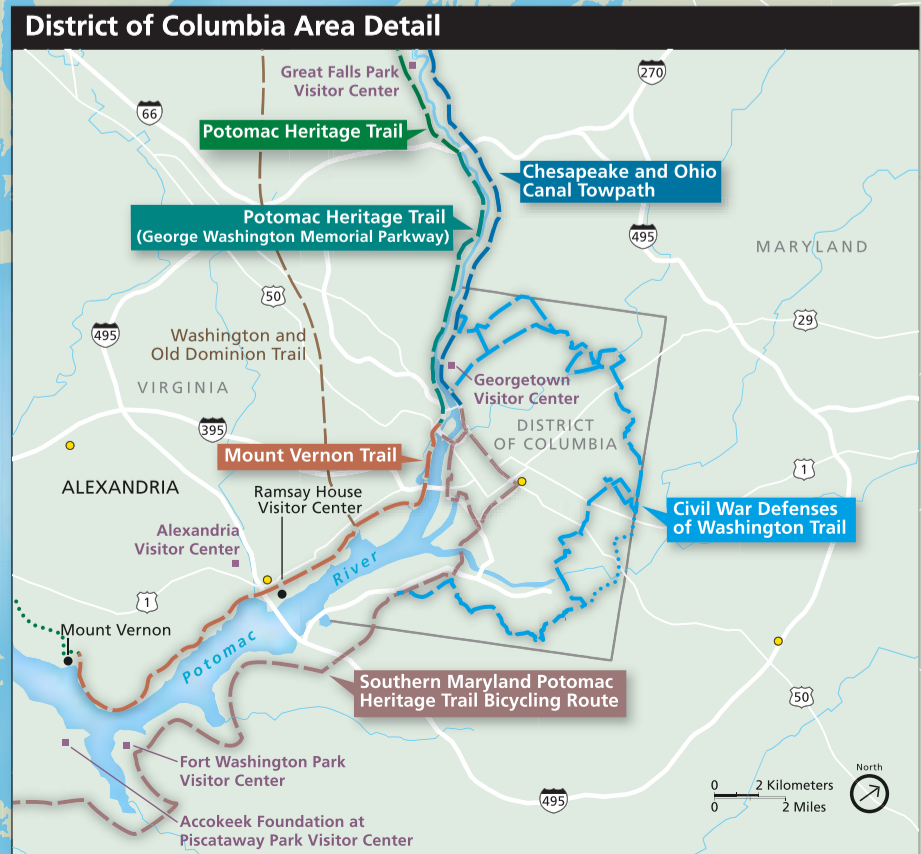 District of Columbia Area Detail
Great Falls Park
Visitor Center
270
66
Potomac Heritage Trail
Chesapeake and Ohio
Canal Towpath
Potomac Heritage Trail
(George Washington Memorial Parkway)
495
MARYLAND
50
29
495
Washington and
Old Dominion Trail
VIRGINIA
Georgetown
Visitor Center
395
DISTRICT
OF COLUMBIA
Mount Vernon Trail
1
ALEXANDRIA
Ramsay House
Visitor Center
Civil War Defenses
of Washington Trail
Alexandria
Visitor Center
River
1
Mount Vernon
Potomac
Southern Maryland Potomac
Heritage Trail Bicycling Route
50
Fort Washington Park
Visitor Center
North
0 2 Kilometers
0 2 Miles
495
Accokeek Foundation at
Piscataway Park Visitor Center